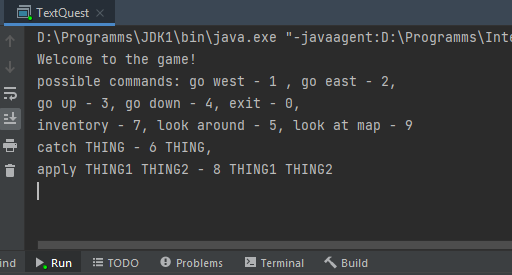 TextQuest
D:\Programms\JDK1\bin\java.exe "-javaagent:D:\Programms\Inte
Welcome to the game!
possible commands: go west - 1 , go east - 2,
go up - 3, go down - 4, exit - 0,
inventory - 7, look around - 5, look at map - 9
catch THING - 6 THING,
apply THING1 THING2 - 8 THING1 THING2
ind Run TODO Problems Terminal Build